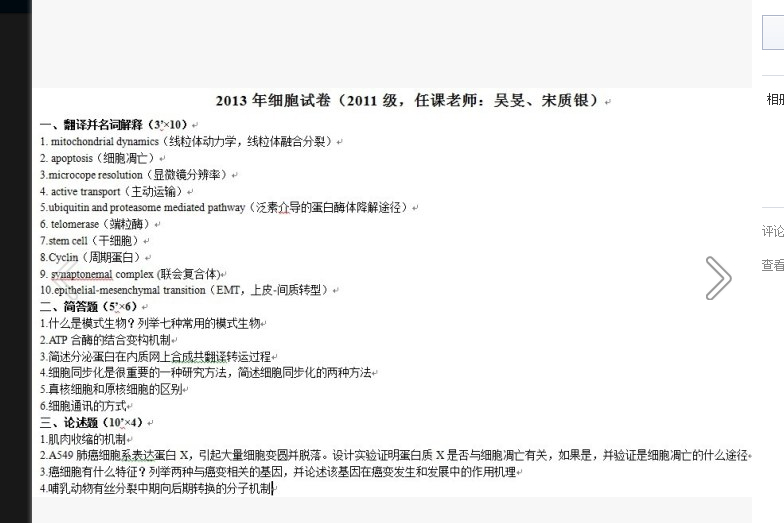 2013 年细胞试卷（2011 级，任课老师：吴旻、宋质银）
一、翻译并名词解释（3’×10）
1. mitochondrial dynamics（线粒体动力学，线粒体融合分裂）
2. apoptosis（细胞凋亡）
3.microcope resolution（显微镜分辨率）
4. active transport（主动运输）
5.ubiquitin and proteasome mediated pathway（泛素介导的蛋白酶体降解途径）
6. telomerase（端粒酶）
7.stem cell（干细胞）
8.Cyclin（周期蛋白）
9. synaptonemal complex (联会复合体)
10.epithelial-mesenchymal transition（EMT，上皮-间质转型）
二、简答题（5’×6）
1.什么是模式生物？列举七种常用的模式生物
2.ATP 合酶的结合变构机制
3.简述分泌蛋白在内质网上合成共翻译转运过程
4.细胞同步化是很重要的一种研究方法，简述细胞同步化的两种方法
5.真核细胞和原核细胞的区别
6.细胞通讯的方式
三、论述题（10’×4）
1.肌肉收缩的机制
2.A549 肺癌细胞系表达蛋白 X，引起大量细胞变圆并脱落。设计实验证明蛋白质 X 是否与细胞凋亡有关，如果是，并验证是细胞凋亡的什么途径
3.癌细胞有什么特征？列举两种与癌变相关的基因，并论述该基因在癌变发生和发展中的作用机理
4.哺乳动物有丝分裂中期向后期转换的分子机制
相册
评论
查看